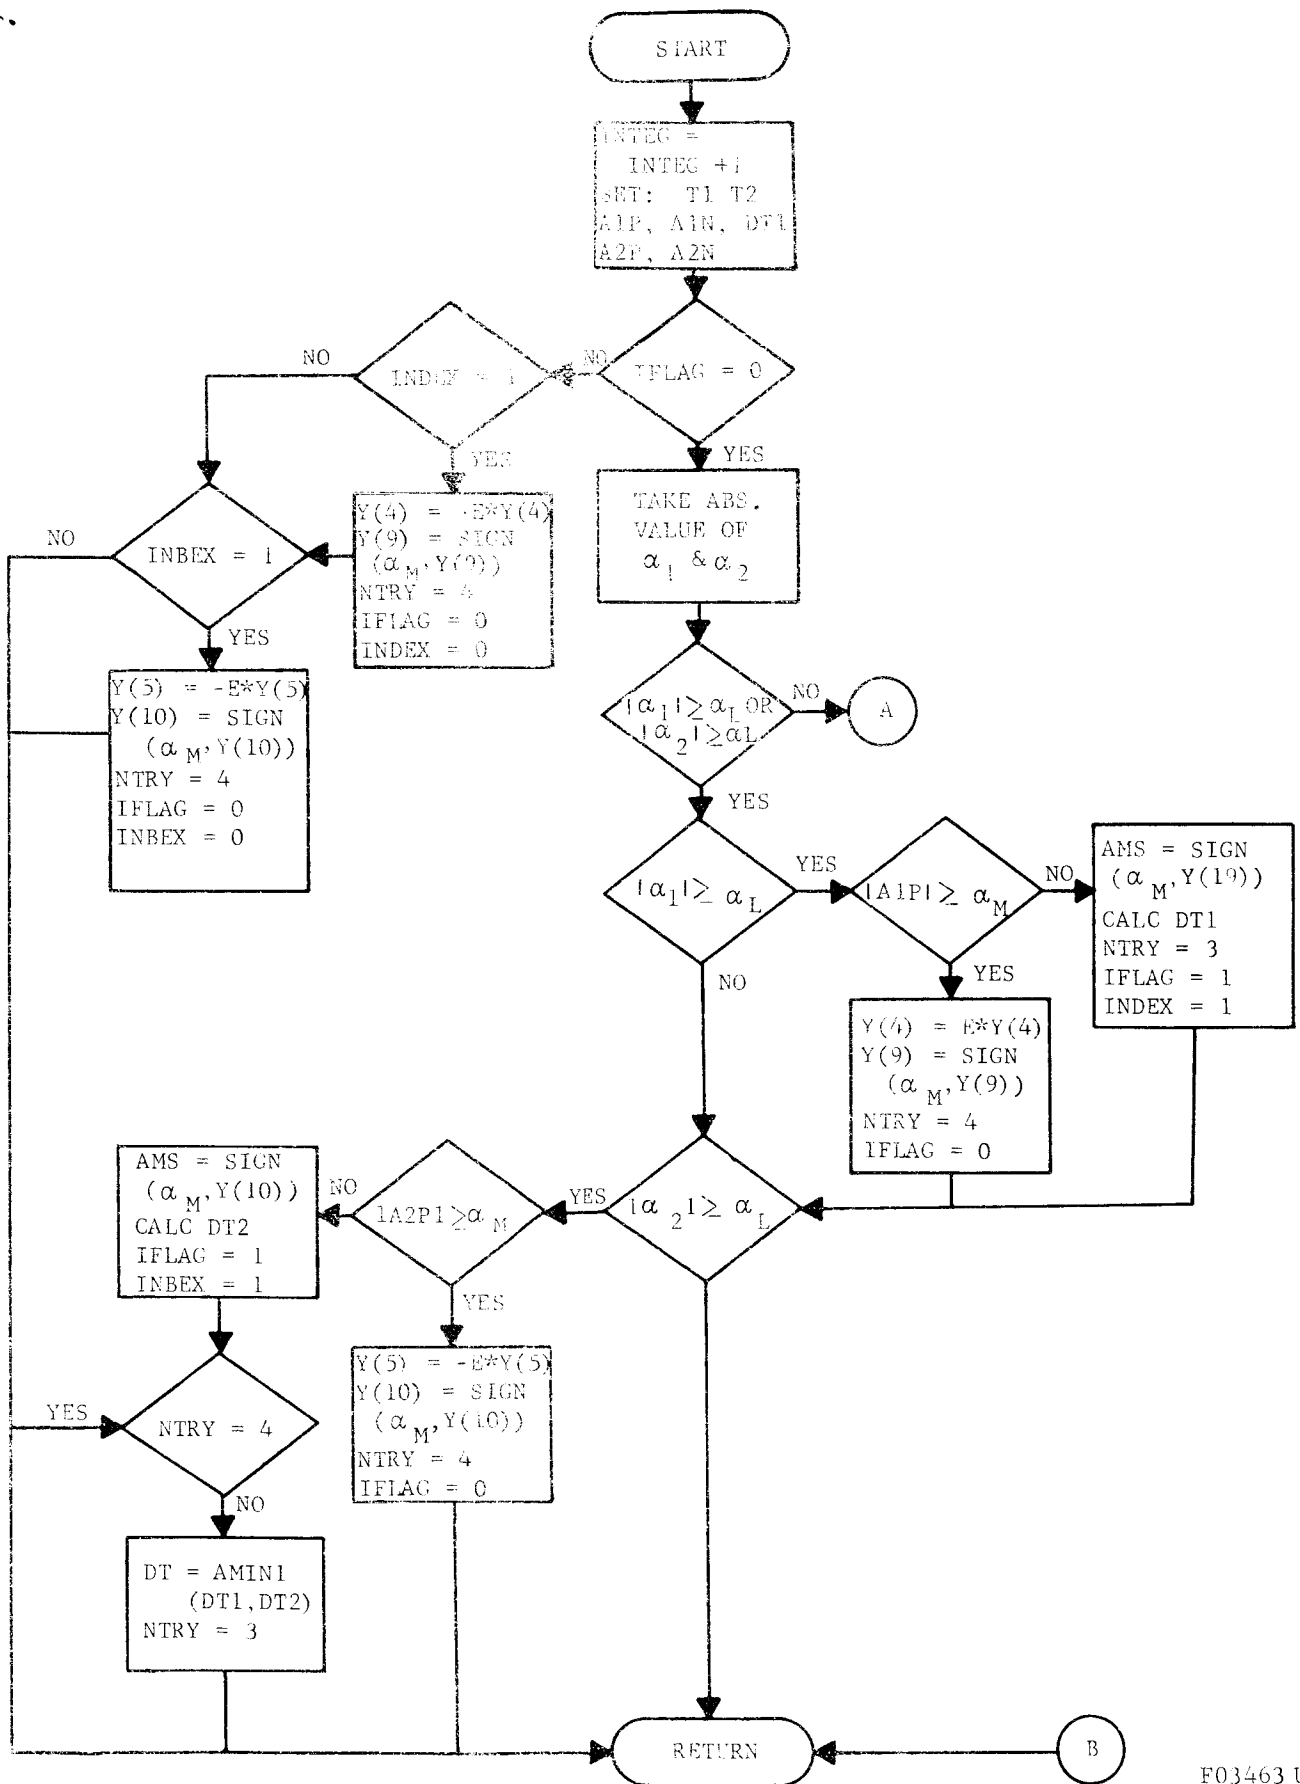 START
INTEG =
INTEG +1
SET: T1 T2
A1P, A1N, DT1
A2P, A2N
IFLAG = 0
NO
INDEX = 1
NO
YES
YES
Y(4) = -E*Y(4)
Y(9) = SIGN
(αM,Y(9))
NTRY = 4
IFLAG = 0
INDEX = 0
TAKE ABS.
VALUE OF
α1 & α2
NO
INBEX = 1
YES
Y(5) = -E*Y(5)
Y(10) = SIGN
(αM,Y(10))
NTRY = 4
IFLAG = 0
INBEX = 0
|α1| ≥ αL OR
|α2| ≥ αL
NO
A
YES
|α1| ≥ αL
YES
|A1P| ≥ αM
NO
AMS = SIGN
(αM,Y(19))
CALC DT1
NTRY = 3
IFLAG = 1
INDEX = 1
NO
YES
Y(4) = E*Y(4)
Y(9) = SIGN
(αM,Y(9))
NTRY = 4
IFLAG = 0
|α2| ≥ αL
YES
|A2P| ≥ αM
NO
AMS = SIGN
(αM,Y(10))
CALC DT2
IFLAG = 1
INBEX = 1
YES
Y(5) = -E*Y(5)
Y(10) = SIGN
(αM,Y(10))
NTRY = 4
IFLAG = 0
YES
NTRY = 4
NO
DT = AMIN1
(DT1,DT2)
NTRY = 3
RETURN
B
F03463 U